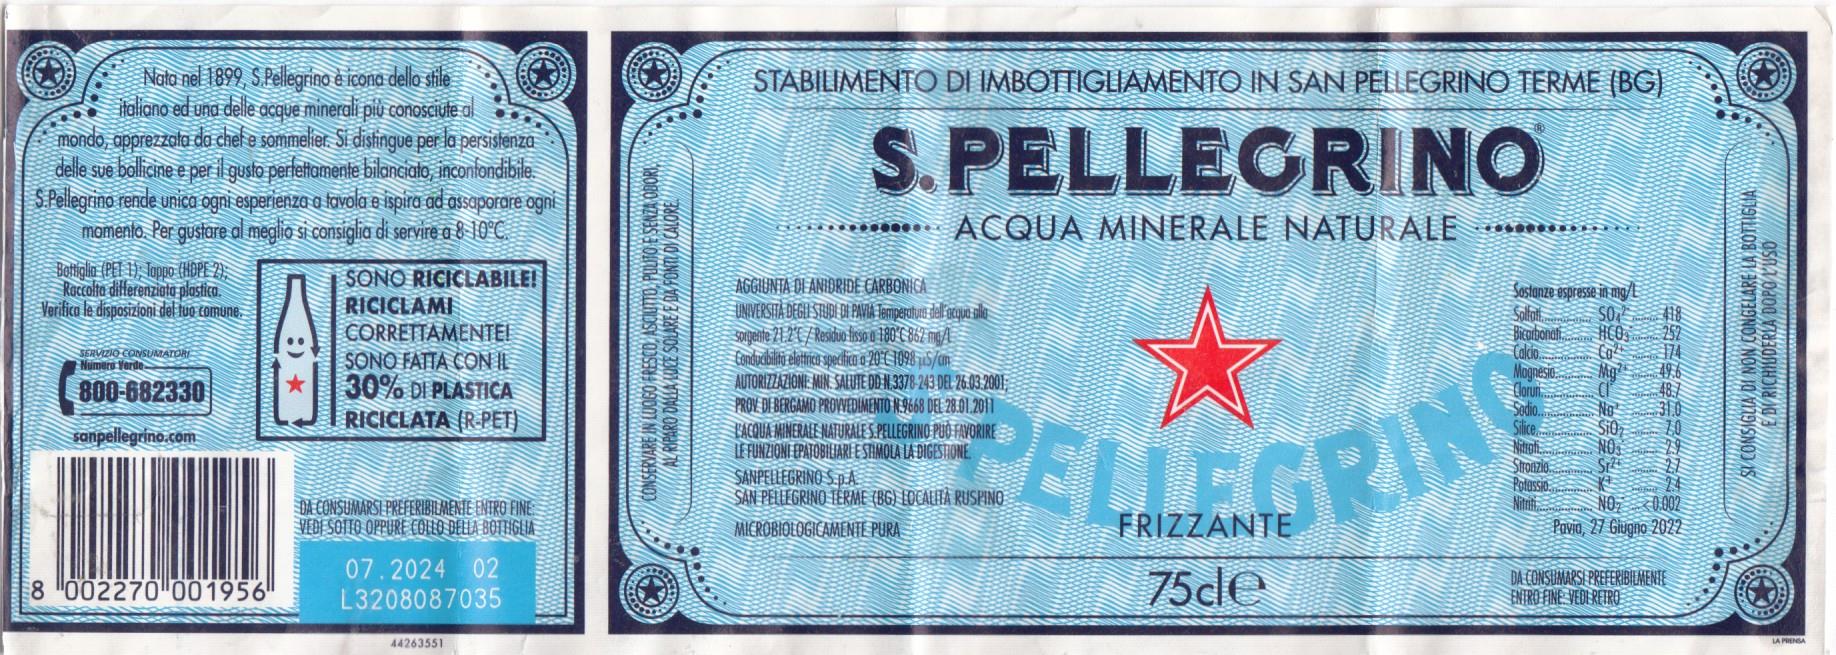 Nata nel 1899, S.Pellegrino è icona dello stile
italiano ed una delle acque minerali più conosciute al
mondo, apprezzata da chef e sommelier. Si distingue per la persistenza
delle sue bollicine e per il gusto perfettamente bilanciato, inconfondibile.
S.Pellegrino rende unica ogni esperienza a tavola e ispira ad assaporare ogni
momento. Per gustare al meglio si consiglia di servire a 8-10°C.
Bottiglia (PET 1); Tappo (HDPE 2);
Raccolta differenziata plastica.
Verifica le disposizioni del tuo comune.
SERVIZIO CONSUMATORI
Numero Verde
800-682330
sanpellegrino.com
SONO RICICLABILE!
RICICLAMI
CORRETTAMENTE!
SONO FATTA CON IL
30% DI PLASTICA
RICICLATA (R-PET)
8 002270 001956
DA CONSUMARSI PREFERIBILMENTE ENTRO FINE:
VEDI SOTTO OPPURE COLLO DELLA BOTTIGLIA
07.2024 02
L3208087035
44263551
CONSERVARE IN LUOGO FRESCO, ASCIUTTO, PULITO E SENZA ODORI,
AL RIPARO DALLA LUCE SOLARE E DA FONTI DI CALORE.
STABILIMENTO DI IMBOTTIGLIAMENTO IN SAN PELLEGRINO TERME (BG)
S.PELLEGRINO®
ACQUA MINERALE NATURALE
AGGIUNTA DI ANIDRIDE CARBONICA
UNIVERSITÀ DEGLI STUDI DI PAVIA Temperatura dell'acqua alla
sorgente 21.2°C / Residuo fisso a 180°C 862 mg/L
Conducibilità elettrica specifica a 20°C 1098 µS/cm
AUTORIZZAZIONI: MIN. SALUTE DD N.3378-243 DEL 26.03.2001;
PROV. DI BERGAMO PROVVEDIMENTO N.9668 DEL 28.01.2011
L'ACQUA MINERALE NATURALE S.PELLEGRINO PUÒ FAVORIRE
LE FUNZIONI EPATOBILIARI E STIMOLA LA DIGESTIONE.
SANPELLEGRINO S.p.A.
SAN PELLEGRINO TERME (BG) LOCALITÀ RUSPINO
MICROBIOLOGICAMENTE PURA
S.PELLEGRINO
FRIZZANTE
75cl e
Sostanze espresse in mg/L
Solfati SO₄²⁻ 418
Bicarbonati HCO₃⁻ 252
Calcio Ca²⁺ 174
Magnesio Mg²⁺ 49.6
Cloruri Cl⁻ 48.7
Sodio Na⁺ 31.0
Silice SiO₂ 7.0
Nitrati NO₃⁻ 2.9
Stronzio Sr²⁺ 2.7
Potassio K⁺ 2.4
Nitriti NO₂⁻ <0.002
Pavia, 27 Giugno 2022
DA CONSUMARSI PREFERIBILMENTE
ENTRO FINE: VEDI RETRO
SI CONSIGLIA DI NON CONGELARE LA BOTTIGLIA
E DI RICHIUDERLA DOPO L'USO
LA PRENSA